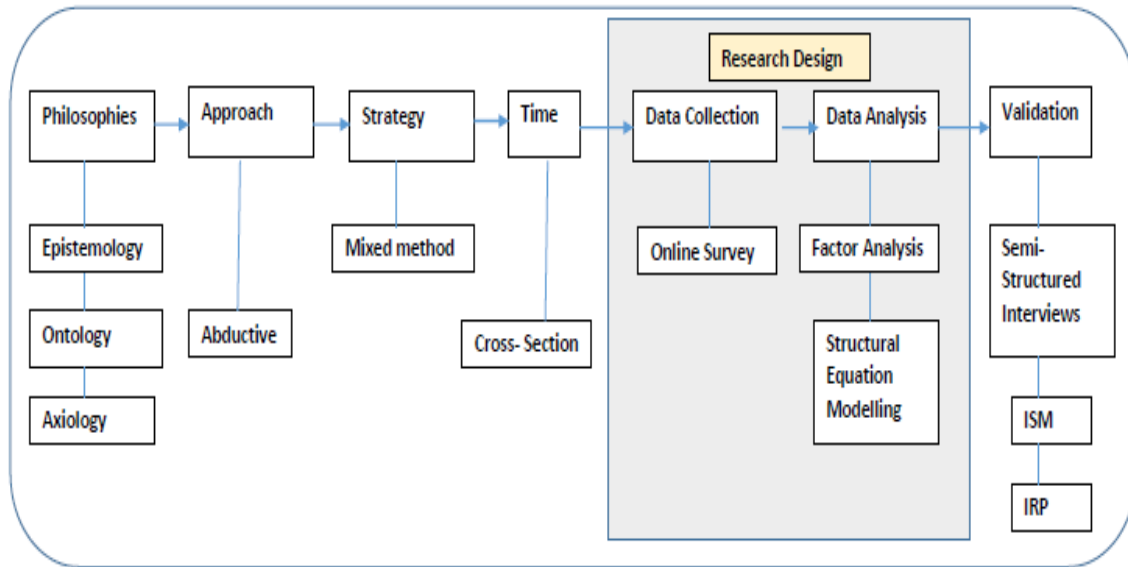 Research Design
Philosophies
Approach
Strategy
Time
Data Collection
Data Analysis
Validation
Epistemology
Mixed method
Online Survey
Factor Analysis
Semi-
Structured
Interviews
Ontology
Abductive
Cross- Section
Structural
Equation
Modelling
Axiology
ISM
IRP